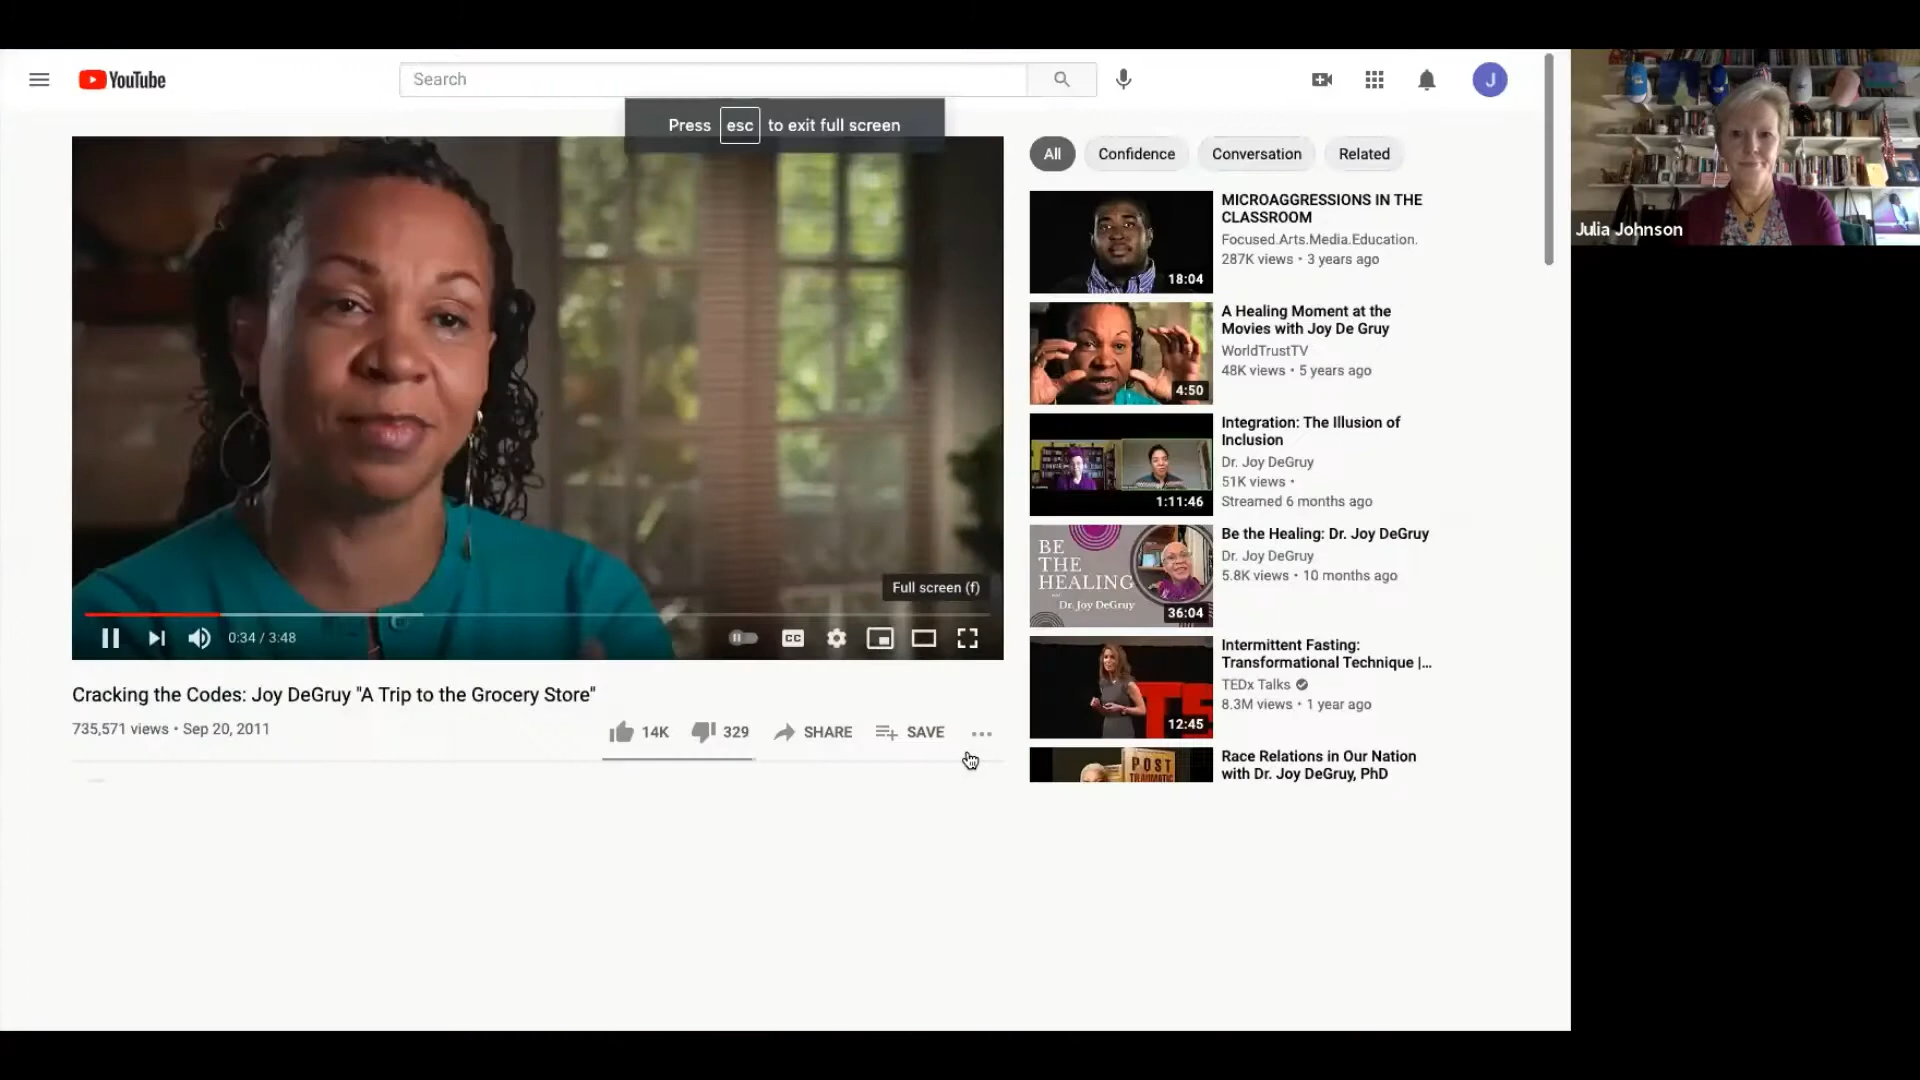 YouTube
Search
J
Press esc to exit full screen
Full screen (f)
0:34 / 3:48
CC
Cracking the Codes: Joy DeGruy "A Trip to the Grocery Store"
735,571 views • Sep 20, 2011
14K
329
SHARE
SAVE
All
Confidence
Conversation
Related
18:04
MICROAGGRESSIONS IN THE
CLASSROOM
Focused.Arts.Media.Education.
287K views • 3 years ago
4:50
A Healing Moment at the
Movies with Joy De Gruy
WorldTrustTV
48K views • 5 years ago
1:11:46
Integration: The Illusion of
Inclusion
Dr. Joy DeGruy
51K views •
Streamed 6 months ago
BE
THE
HEALING
Dr. Joy DeGruy
36:04
Be the Healing: Dr. Joy DeGruy
Dr. Joy DeGruy
5.8K views • 10 months ago
12:45
Intermittent Fasting:
Transformational Technique |...
TEDx Talks
8.3M views • 1 year ago
POST
TRAUMATIC
Race Relations in Our Nation
with Dr. Joy DeGruy, PhD
Julia Johnson